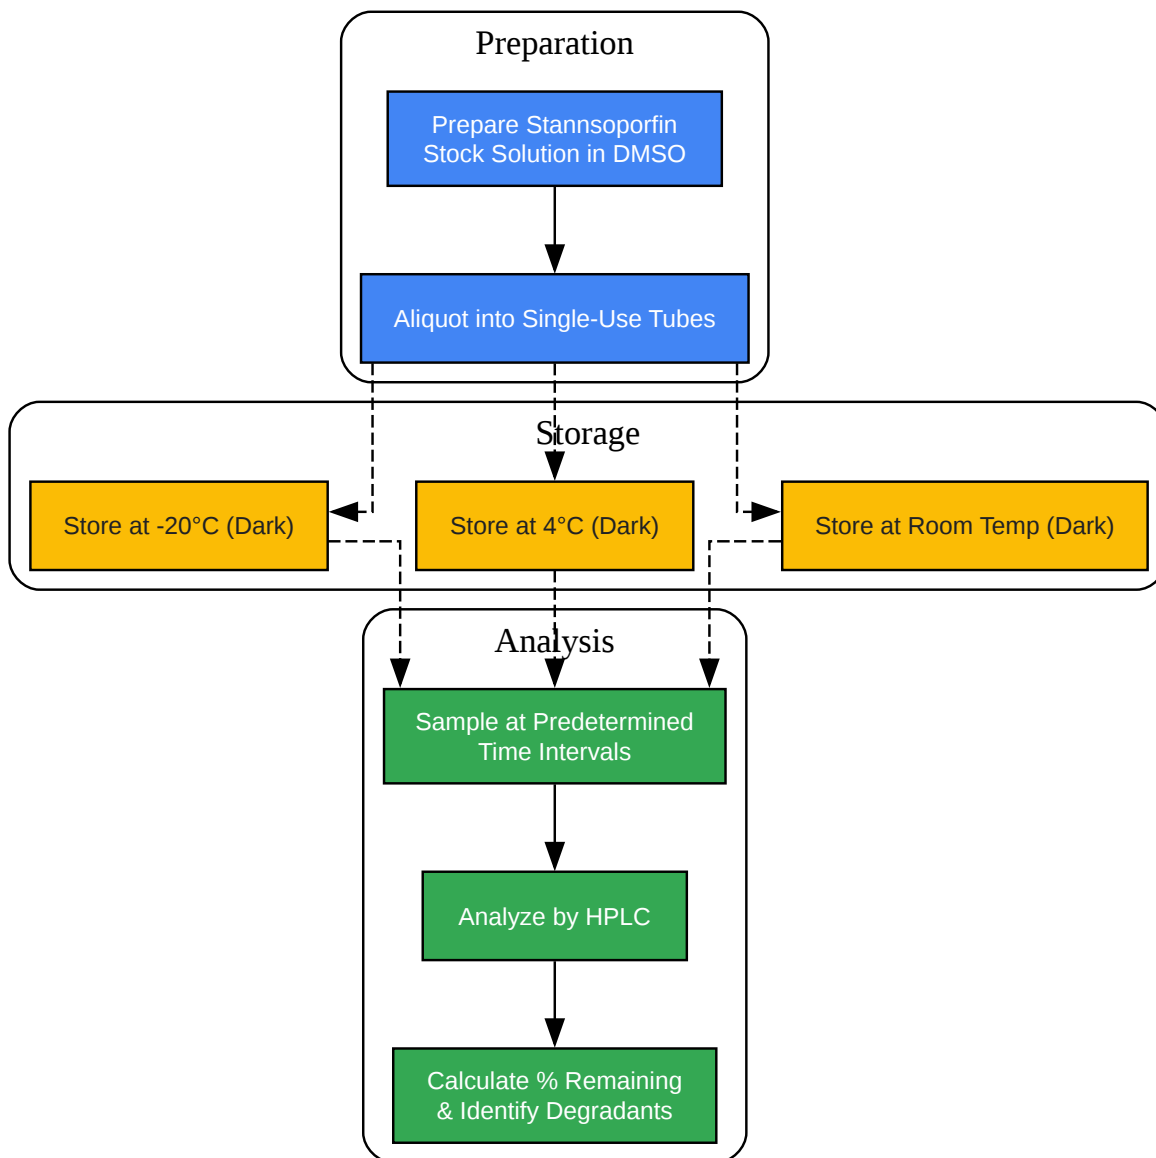 Preparation
Prepare Stannsoporfin
Stock Solution in DMSO
Aliquot into Single-Use Tubes
Storage
Store at -20°C (Dark)
Store at 4°C (Dark)
Store at Room Temp (Dark)
Analysis
Sample at Predetermined
Time Intervals
Analyze by HPLC
Calculate % Remaining
& Identify Degradants